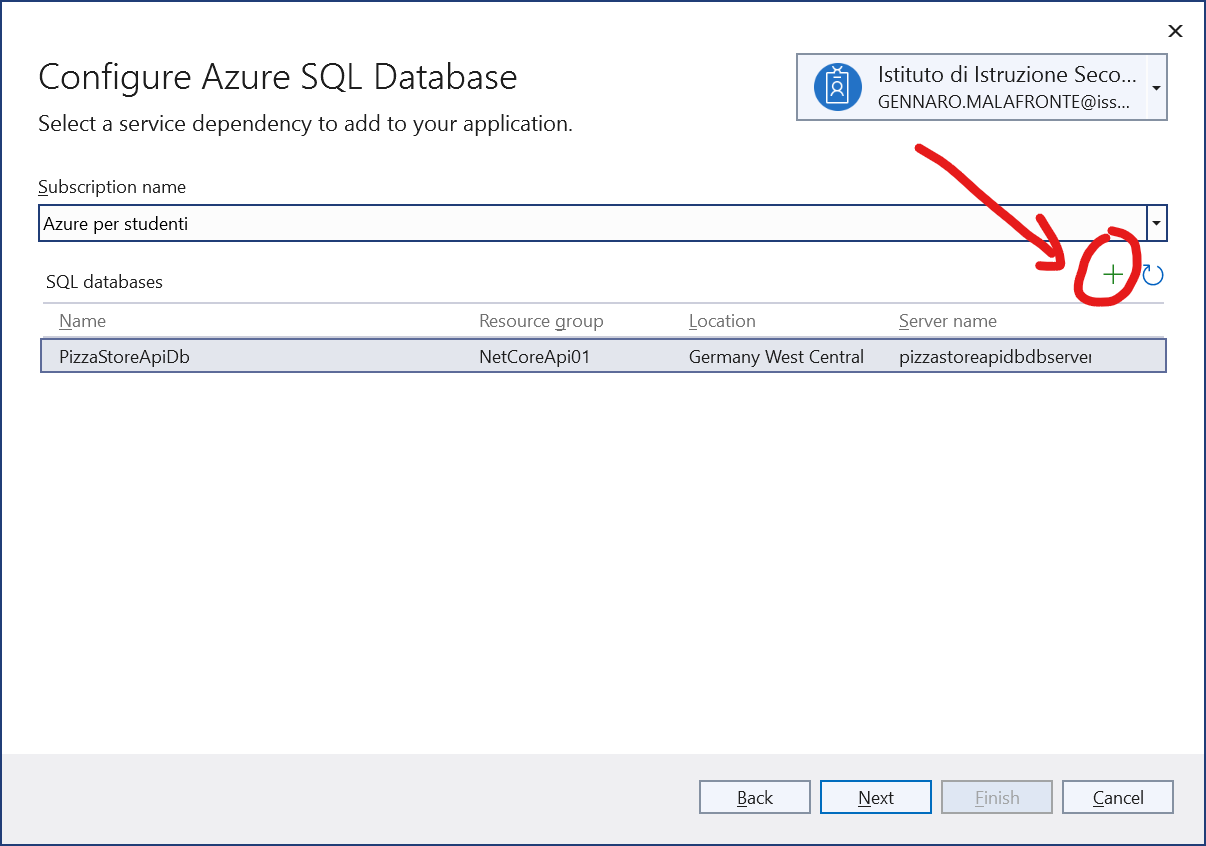 Configure Azure SQL Database
Istituto di Istruzione Seco...
GENNARO.MALAFRONTE@iss...
Select a service dependency to add to your application.
Subscription name
Azure per studenti
SQL databases
Name Resource group Location Server name
PizzaStoreApiDb NetCoreApi01 Germany West Central pizzastoreapidbdbserver
Back Next Finish Cancel